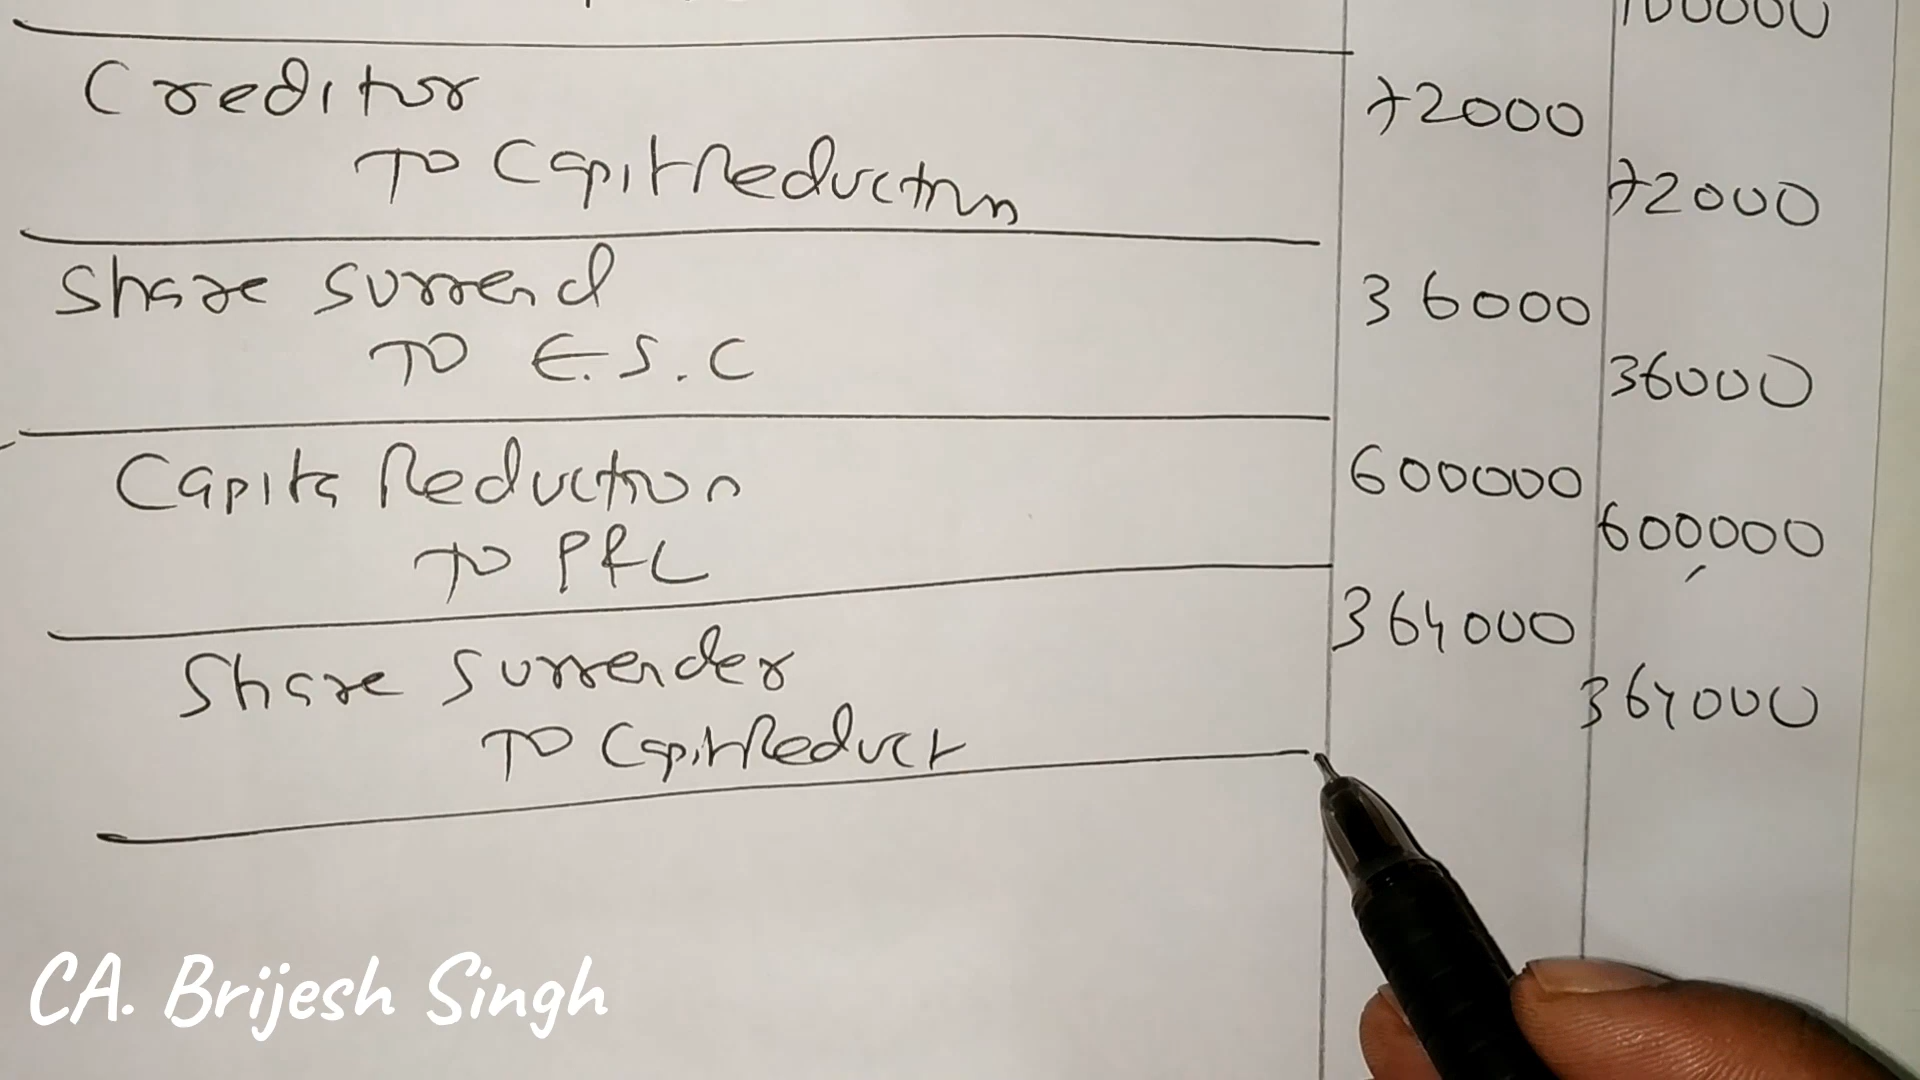 100000
Creditor 72000
To Capit Reduction 72000
Share Surrend 36000
To E.S.C 36000
Capita Reduction 600000
To P&L 600000
Share Surrender 364000
To Capit Reduct 364000
CA. Brijesh Singh